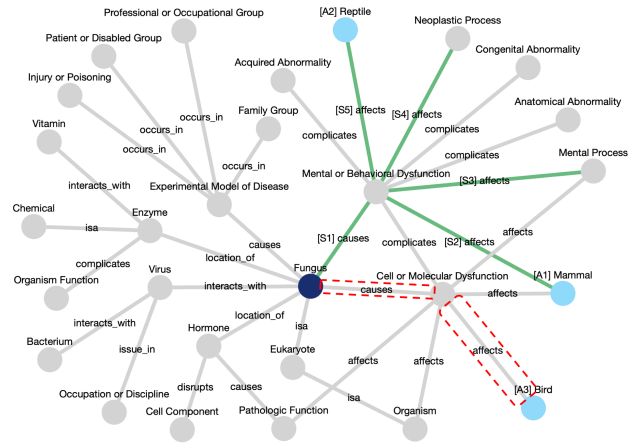 Professional or Occupational Group
[A2] Reptile
Neoplastic Process
Patient or Disabled Group
Congenital Abnormality
Injury or Poisoning
Acquired Abnormality
Anatomical Abnormality
Vitamin
Family Group
Mental Process
occurs_in
occurs_in
occurs_in
occurs_in
[S5] affects
[S4] affects
complicates
complicates
complicates
Mental or Behavioral Dysfunction
[S3] affects
interacts_with
Experimental Model of Disease
Chemical
isa
Enzyme
causes
[S1] causes
complicates
[S2] affects
affects
complicates
location_of
Organism Function
Virus
interacts_with
Fungus
causes
Cell or Molecular Dysfunction
affects
[A1] Mammal
Bacterium
interacts_with
issue_in
Hormone
location_of
isa
Eukaryote
affects
affects
affects
isa
disrupts
causes
Occupation or Discipline
Cell Component
Pathologic Function
Organism
[A3] Bird